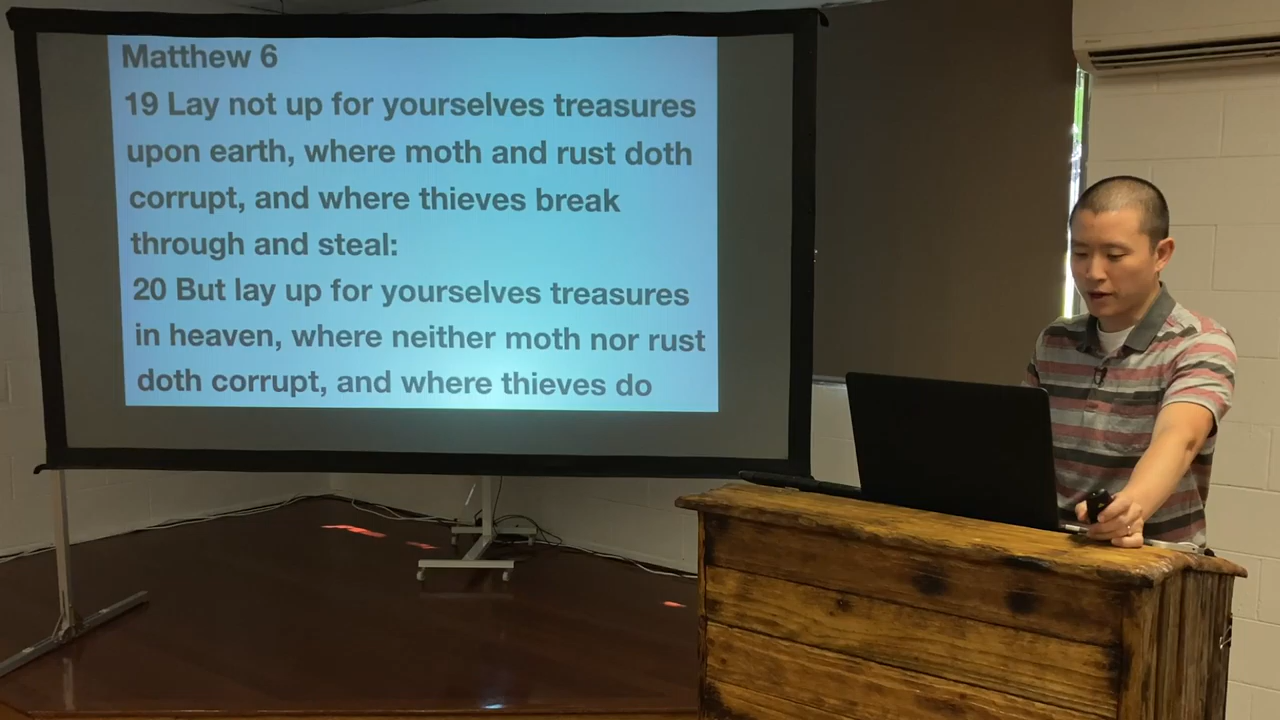 Matthew 6
19 Lay not up for yourselves treasures
upon earth, where moth and rust doth
corrupt, and where thieves break
through and steal:
20 But lay up for yourselves treasures
in heaven, where neither moth nor rust
doth corrupt, and where thieves do